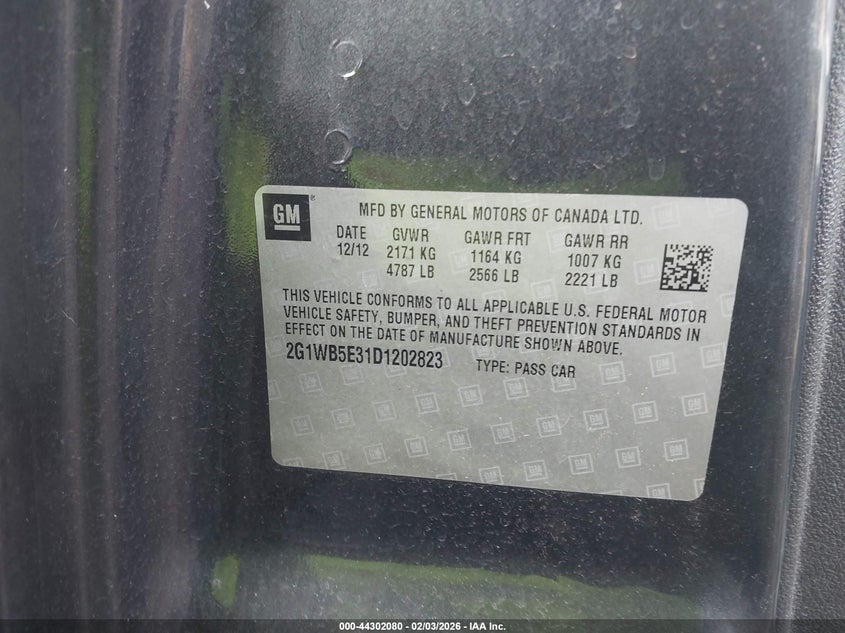 GM ®
MFD BY GENERAL MOTORS OF CANADA LTD.
DATE GVWR GAWR FRT GAWR RR
12/12 2171 KG 1164 KG 1007 KG
4787 LB 2566 LB 2221 LB
THIS VEHICLE CONFORMS TO ALL APPLICABLE U.S. FEDERAL MOTOR
VEHICLE SAFETY, BUMPER, AND THEFT PREVENTION STANDARDS IN
EFFECT ON THE DATE OF MANUFACTURE SHOWN ABOVE.
2G1WB5E31D1202823 TYPE: PASS CAR
000-44302080 - 02/03/2026 - IAA Inc.